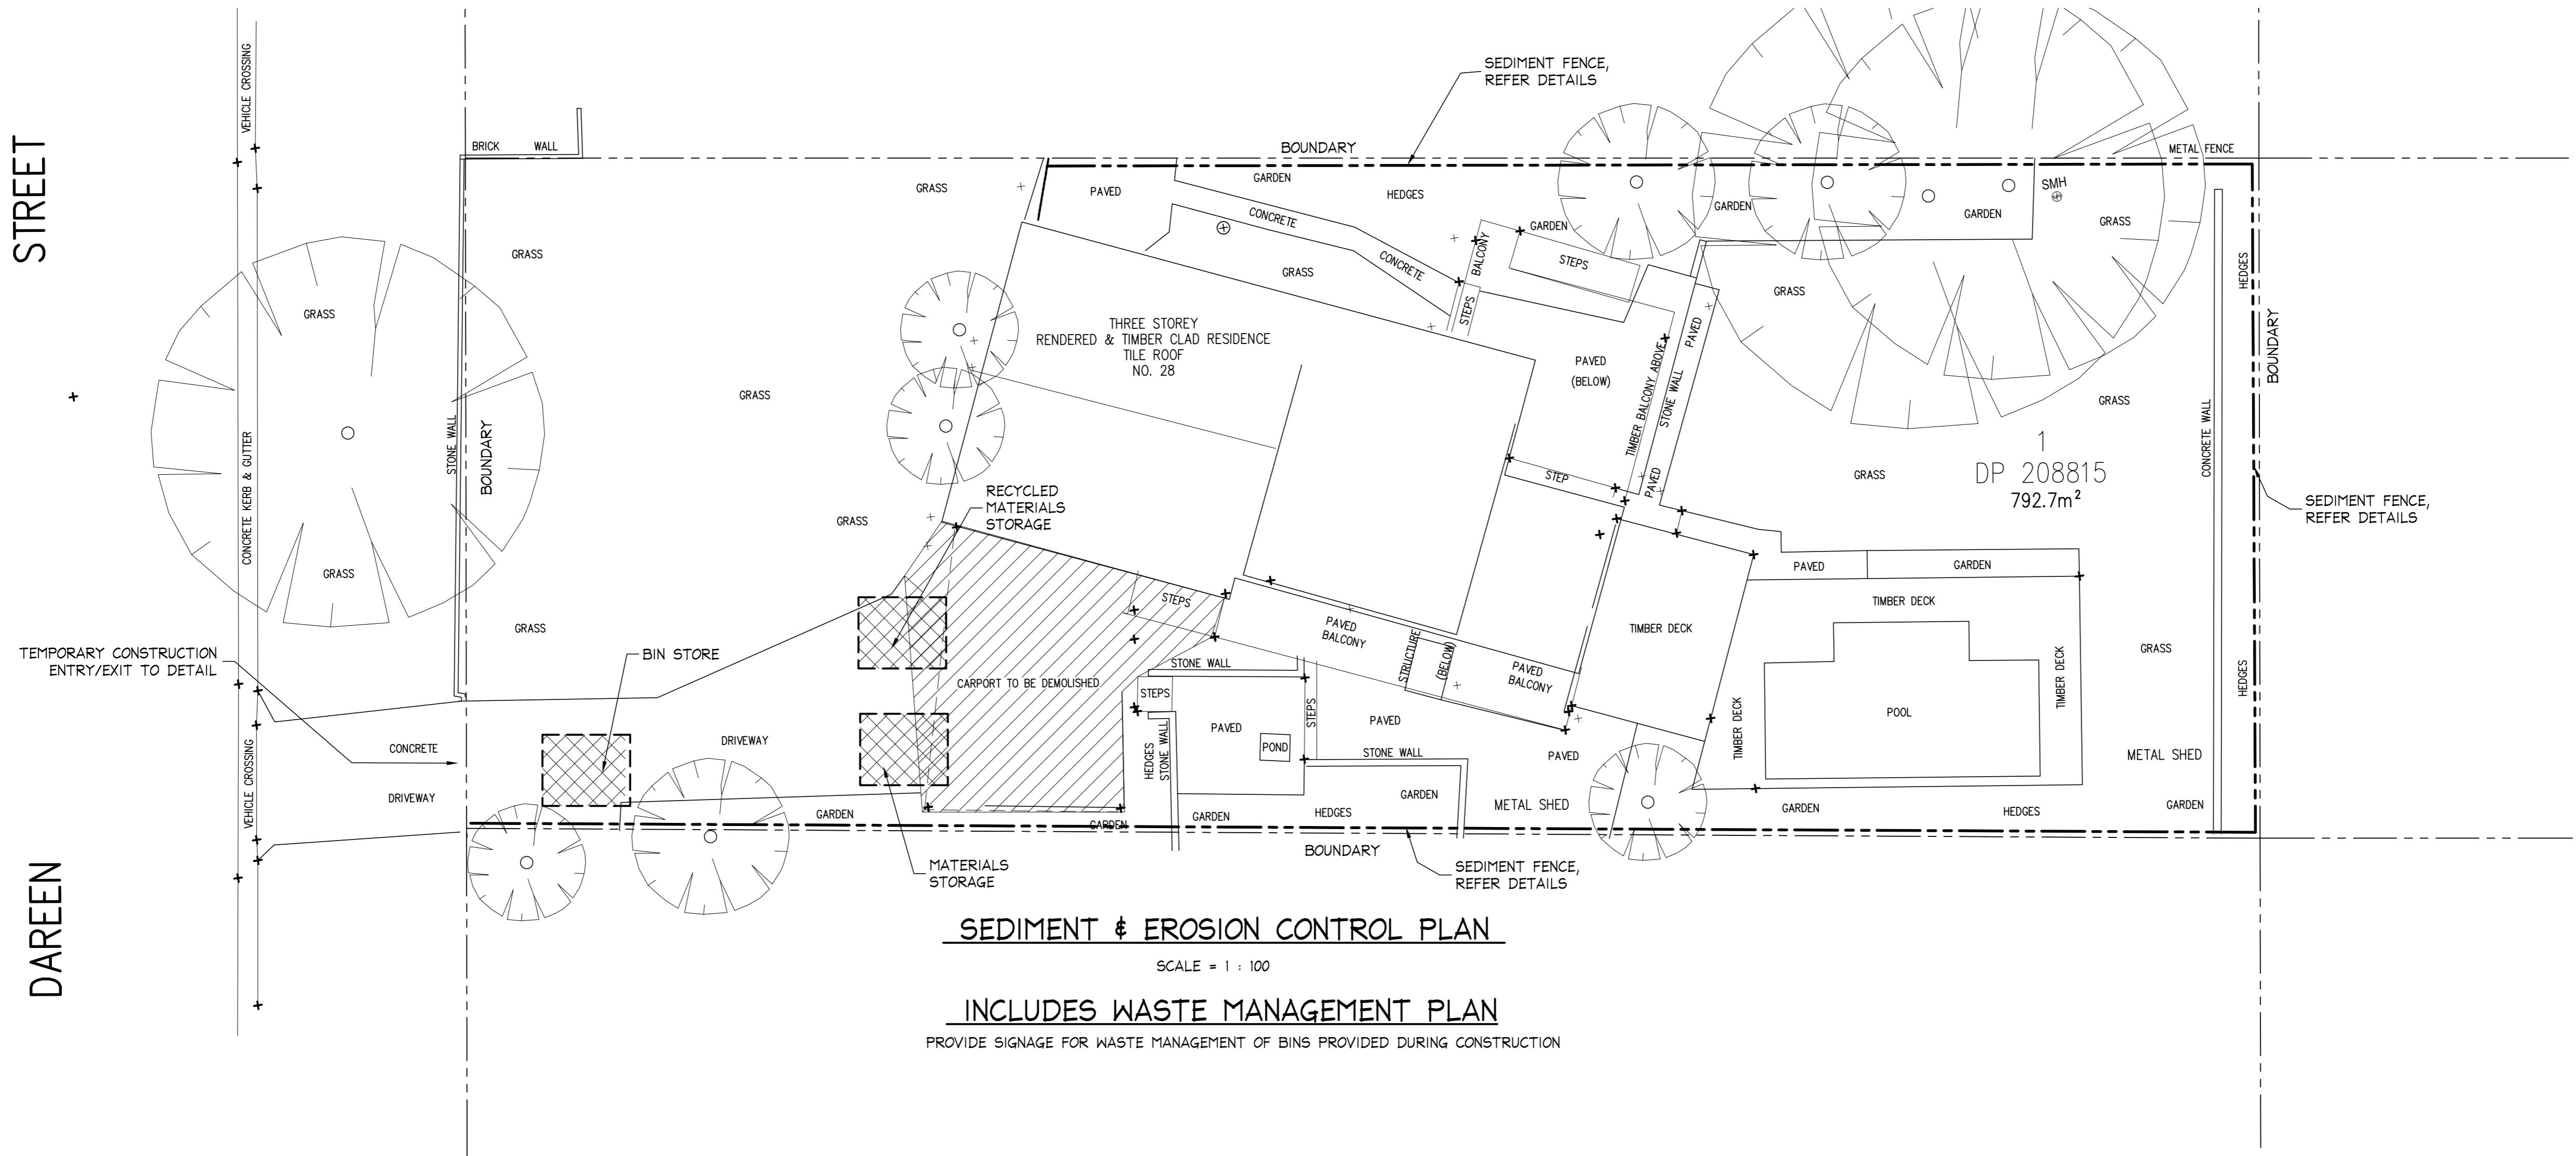 STREET
DAREEN
VEHICLE CROSSING
CONCRETE KERB & GUTTER
VEHICLE CROSSING
GRASS
GRASS
TEMPORARY CONSTRUCTION
ENTRY/EXIT TO DETAIL
CONCRETE
DRIVEWAY
BRICK WALL
STONE WALL
BOUNDARY
GRASS
GRASS
GRASS
GRASS
GRASS
BIN STORE
DRIVEWAY
RECYCLED
MATERIALS
STORAGE
CARPORT TO BE DEMOLISHED
MATERIALS
STORAGE
GARDEN
GARDEN
THREE STOREY
RENDERED & TIMBER CLAD RESIDENCE
TILE ROOF
NO. 28
PAVED
GARDEN
BOUNDARY
SEDIMENT FENCE,
REFER DETAILS
HEDGES
CONCRETE
CONCRETE
GRASS
BALCONY
STEPS
GARDEN
STEPS
PAVED
(BELOW)
TIMBER BALCONY ABOVE
STONE WALL
PAVED
PAVED
STEP
STEPS
STONE WALL
STEPS
HEDGES
STONE WALL
PAVED
POND
STEPS
PAVED
BALCONY
STRUCTURE
(BELOW)
PAVED
BALCONY
PAVED
STONE WALL
PAVED
GARDEN
HEDGES
GARDEN
METAL SHED
BOUNDARY
SEDIMENT FENCE,
REFER DETAILS
TIMBER DECK
TIMBER DECK
PAVED
GARDEN
TIMBER DECK
POOL
TIMBER DECK
GARDEN
HEDGES
GARDEN
METAL SHED
GRASS
GARDEN
GARDEN
SMH
METAL FENCE
GRASS
GRASS
GRASS
GRASS
1
DP 208815
792.7m²
CONCRETE WALL
HEDGES
HEDGES
BOUNDARY
SEDIMENT FENCE,
REFER DETAILS
SEDIMENT & EROSION CONTROL PLAN
SCALE = 1 : 100
INCLUDES WASTE MANAGEMENT PLAN
PROVIDE SIGNAGE FOR WASTE MANAGEMENT OF BINS PROVIDED DURING CONSTRUCTION